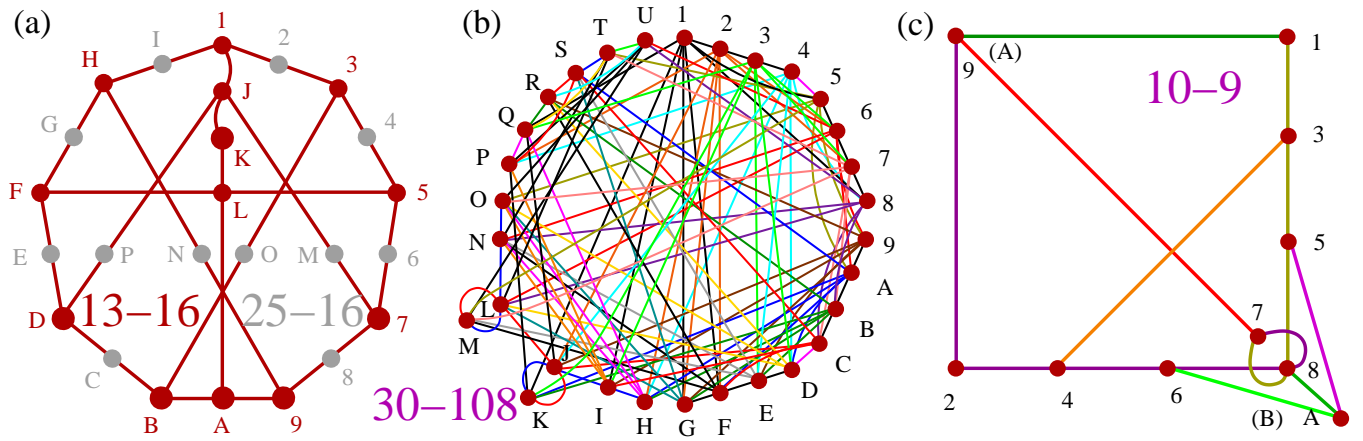 (a)
1
I
2
H
3
J
G
4
K
F
L
5
E
P
N
O
M
6
D
13–16
25–16
7
C
8
B
A
9
(b)
U
1
T
2
S
3
R
4
Q
5
P
6
O
7
N
8
L
9
M
A
J
B
K
C
I
D
H
E
G
F
30–108
(c)
(A)
1
9
10–9
3
5
7
8
2
4
6
(B)
A